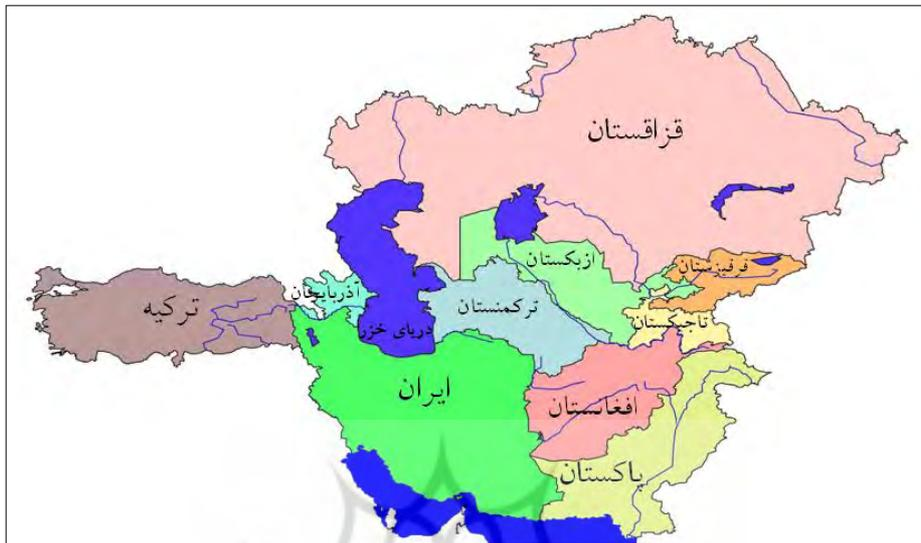 قزاقستان
ازبکستان
قرقیزستان
ترکیه
آذربایجان
دریای خزر
ترکمنستان
تاجیکستان
ایران
افغانستان
پاکستان